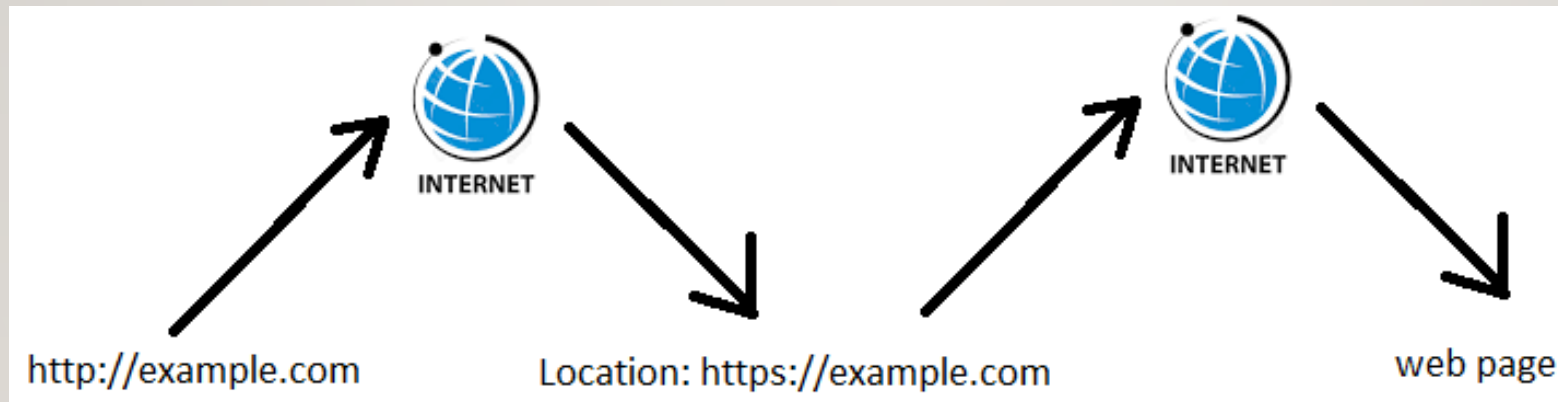 INTERNET
INTERNET
http://example.com
Location: https://example.com
web page